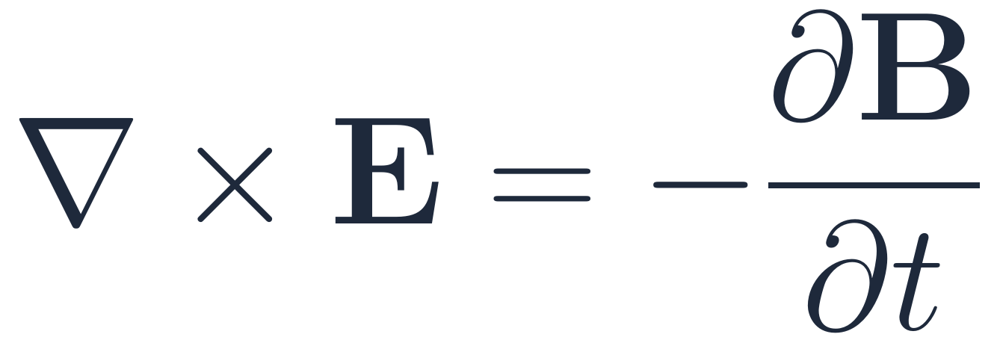 ∇ × E = −∂B/∂t